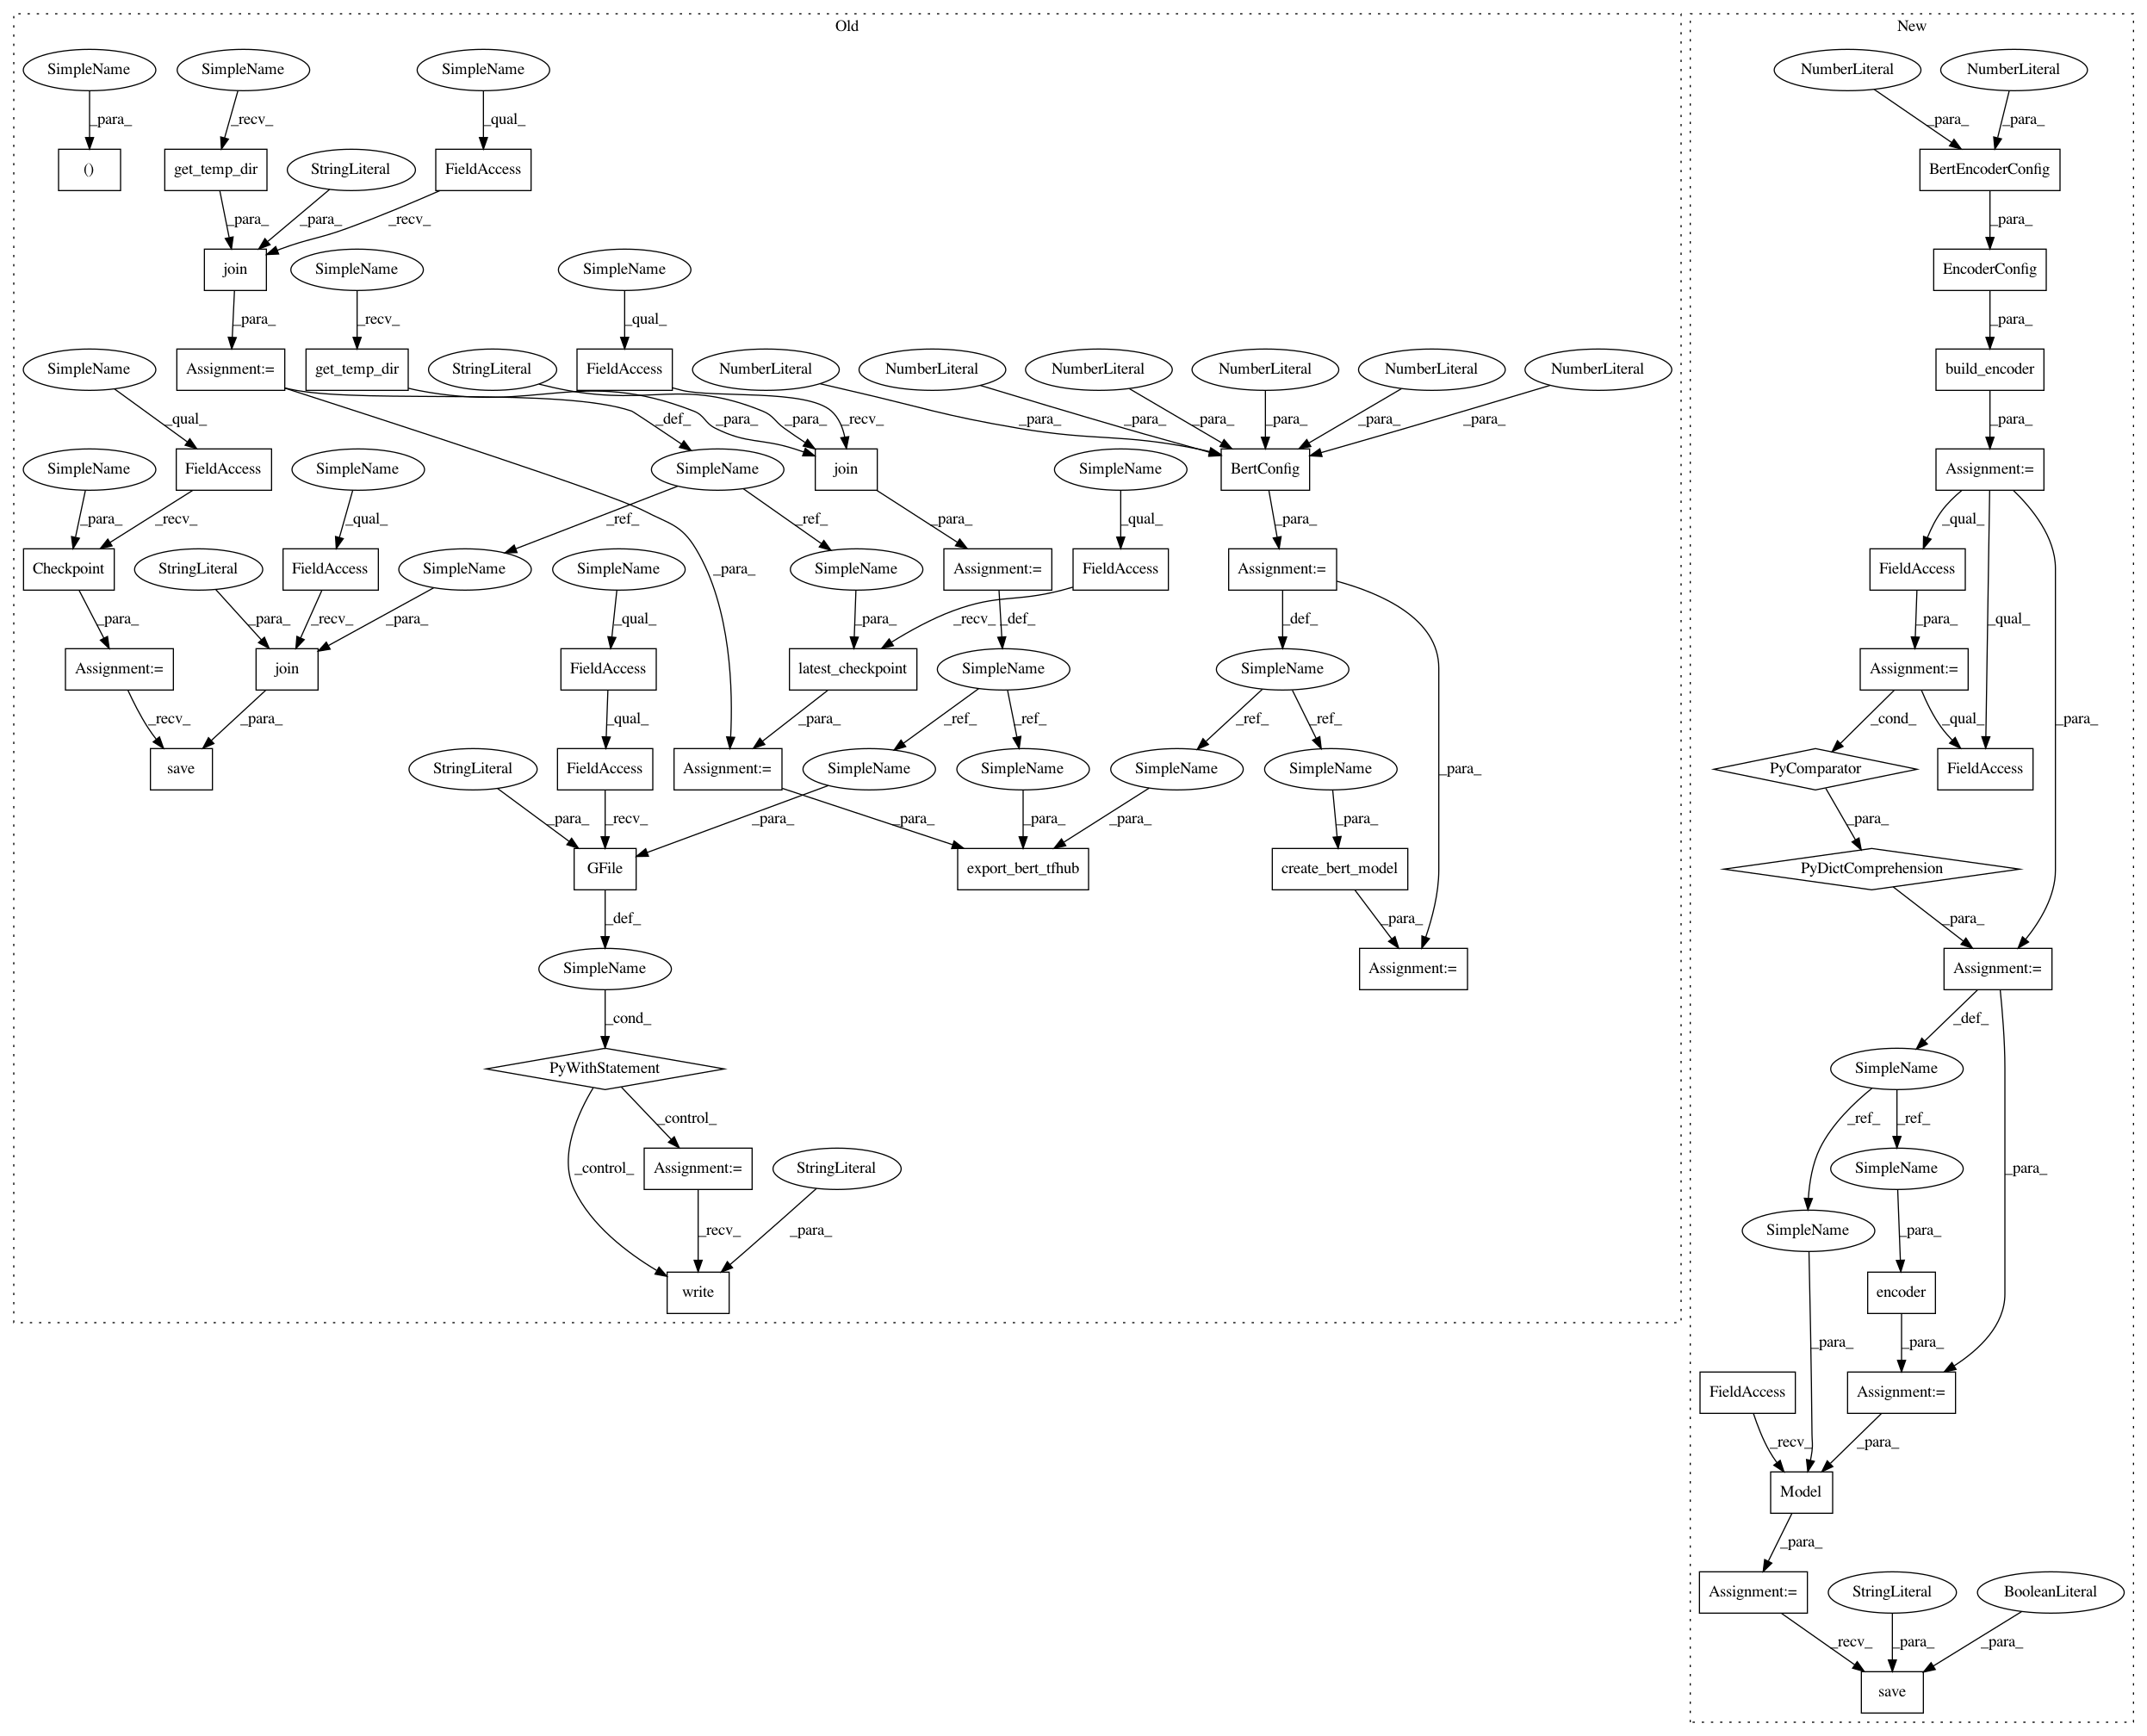 Old
New
SimpleName
SimpleName
SimpleName
NumberLiteral
NumberLiteral
_para_
_recv_
_qual_
_para_
_para_
()
get_temp_dir
StringLiteral
FieldAccess
BertEncoderConfig
_para_
_para_
_recv_
_para_
join
SimpleName
SimpleName
EncoderConfig
_para_
_recv_
_qual_
_para_
SimpleName
Assignment:=
get_temp_dir
StringLiteral
FieldAccess
NumberLiteral
NumberLiteral
NumberLiteral
NumberLiteral
NumberLiteral
NumberLiteral
build_encoder
_qual_
_def_
_para_
_para_
_recv_
_para_
_para_
_para_
_para_
_para_
_para_
_para_
SimpleName
FieldAccess
SimpleName
SimpleName
join
SimpleName
BertConfig
Assignment:=
_para_
_recv_
_qual_
_ref_
_ref_
_para_
_qual_
_para_
_qual_
Checkpoint
StringLiteral
FieldAccess
SimpleName
SimpleName
SimpleName
Assignment:=
FieldAccess
Assignment:=
FieldAccess
_para_
_para_
_para_
_recv_
_para_
_qual_
_para_
_def_
_recv_
_def_
_para_
_qual_
_para_
Assignment:=
join
FieldAccess
latest_checkpoint
SimpleName
SimpleName
Assignment:=
_recv_
_para_
_qual_
_para_
_ref_
_ref_
_ref_
_ref_
_cond_
_qual_
save
StringLiteral
FieldAccess
Assignment:=
SimpleName
SimpleName
SimpleName
SimpleName
_para_
PyComparator
FieldAccess
_para_
_recv_
_para_
_para_
_para_
_para_
_para_
_para_
GFile
export_bert_tfhub
create_bert_model
PyDictComprehension
_def_
_para_
_para_
SimpleName
Assignment:=
Assignment:=
_cond_
_def_
PyWithStatement
SimpleName
_control_
_ref_
_ref_
_control_
Assignment:=
StringLiteral
SimpleName
_para_
_recv_
_para_
SimpleName
_para_
write
encoder
_para_
_para_
FieldAccess
Assignment:=
_recv_
_para_
Model
_para_
Assignment:=
StringLiteral
BooleanLiteral
_recv_
_para_
_para_
save